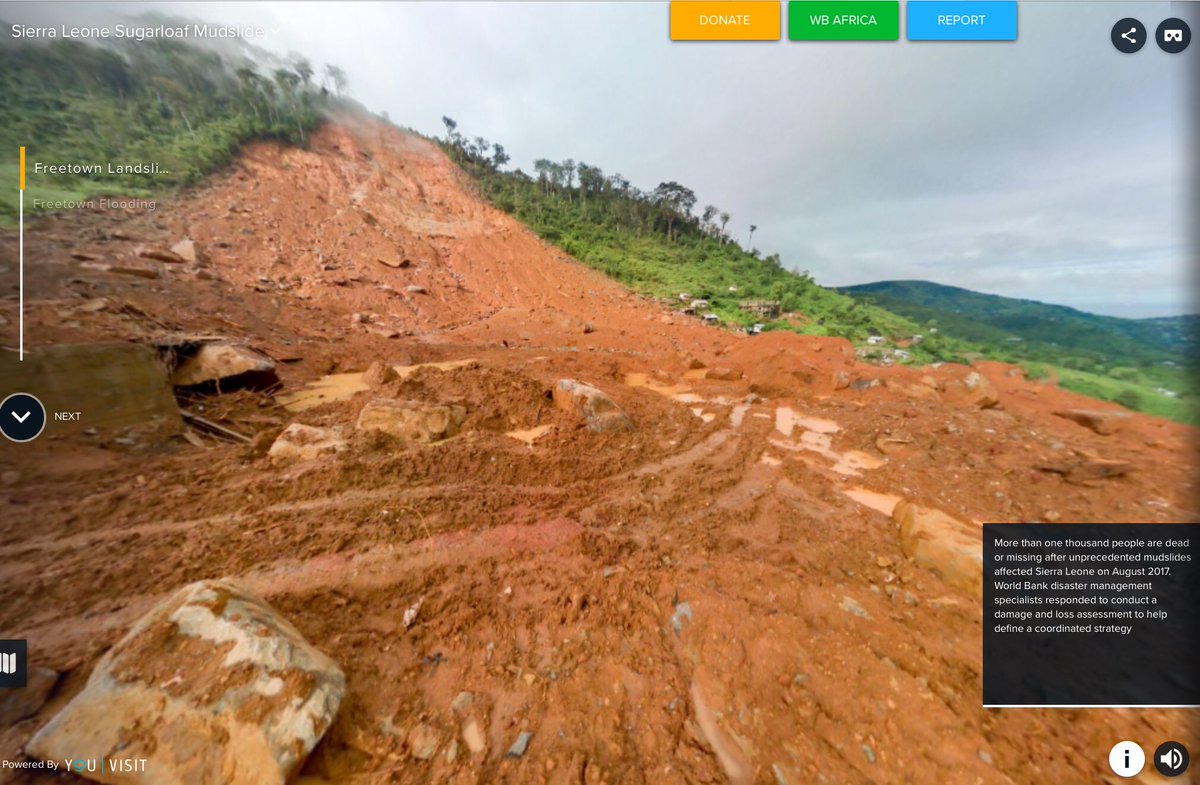 Sierra Leone Sugarloaf Mudslide
DONATE
WB AFRICA
REPORT
Freetown Landsli...
Freetown Flooding
NEXT
More than one thousand people are dead
or missing after unprecedented mudslides
affected Sierra Leone on August 2017.
World Bank disaster management
specialists responded to conduct a
damage and loss assessment to help
define a coordinated strategy
Powered By YOU VISIT